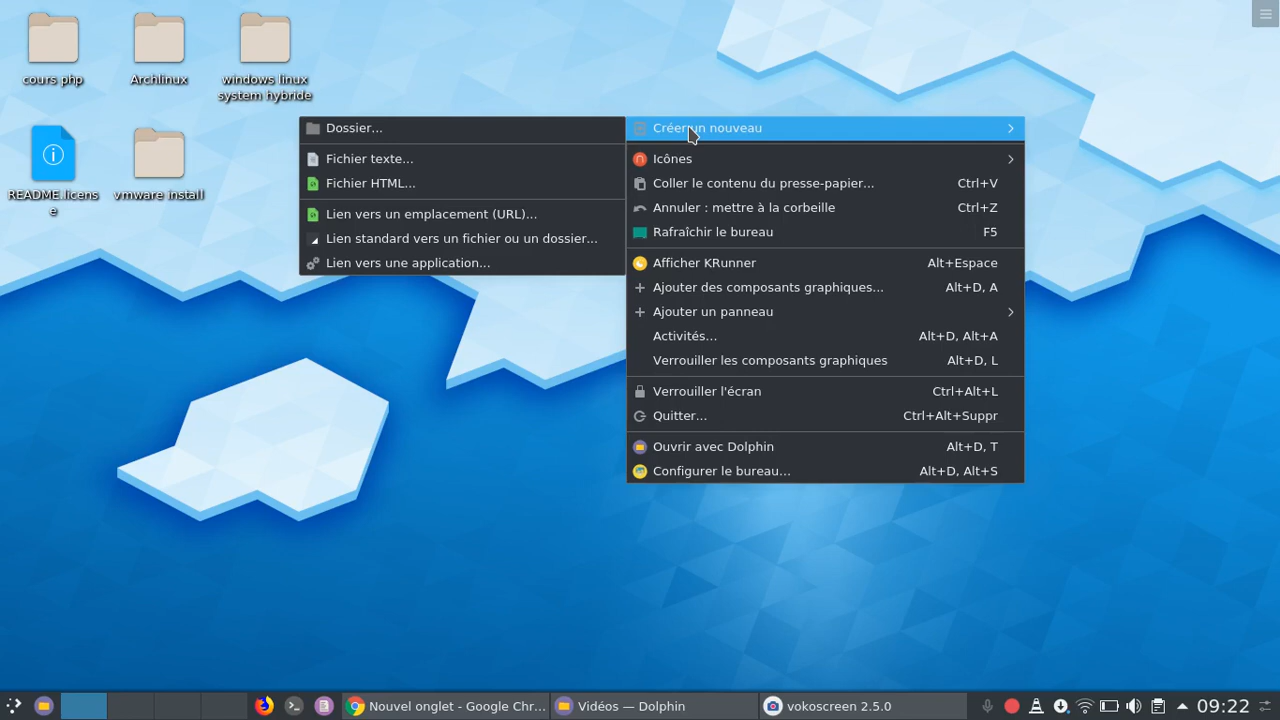 cours php
Archlinux
windows linux
system hybride
README.licens
e
vmware install
Dossier...
Fichier texte...
Fichier HTML...
Lien vers un emplacement (URL)...
Lien standard vers un fichier ou un dossier...
Lien vers une application...
Créer un nouveau
Icônes
Coller le contenu du presse-papier... Ctrl+V
Annuler : mettre à la corbeille Ctrl+Z
Rafraîchir le bureau F5
Afficher KRunner Alt+Espace
Ajouter des composants graphiques... Alt+D, A
Ajouter un panneau
Activités... Alt+D, Alt+A
Verrouiller les composants graphiques Alt+D, L
Verrouiller l'écran Ctrl+Alt+L
Quitter... Ctrl+Alt+Suppr
Ouvrir avec Dolphin Alt+D, T
Configurer le bureau... Alt+D, Alt+S
Nouvel onglet - Google Chr...
Vidéos — Dolphin
vokoscreen 2.5.0
09:22